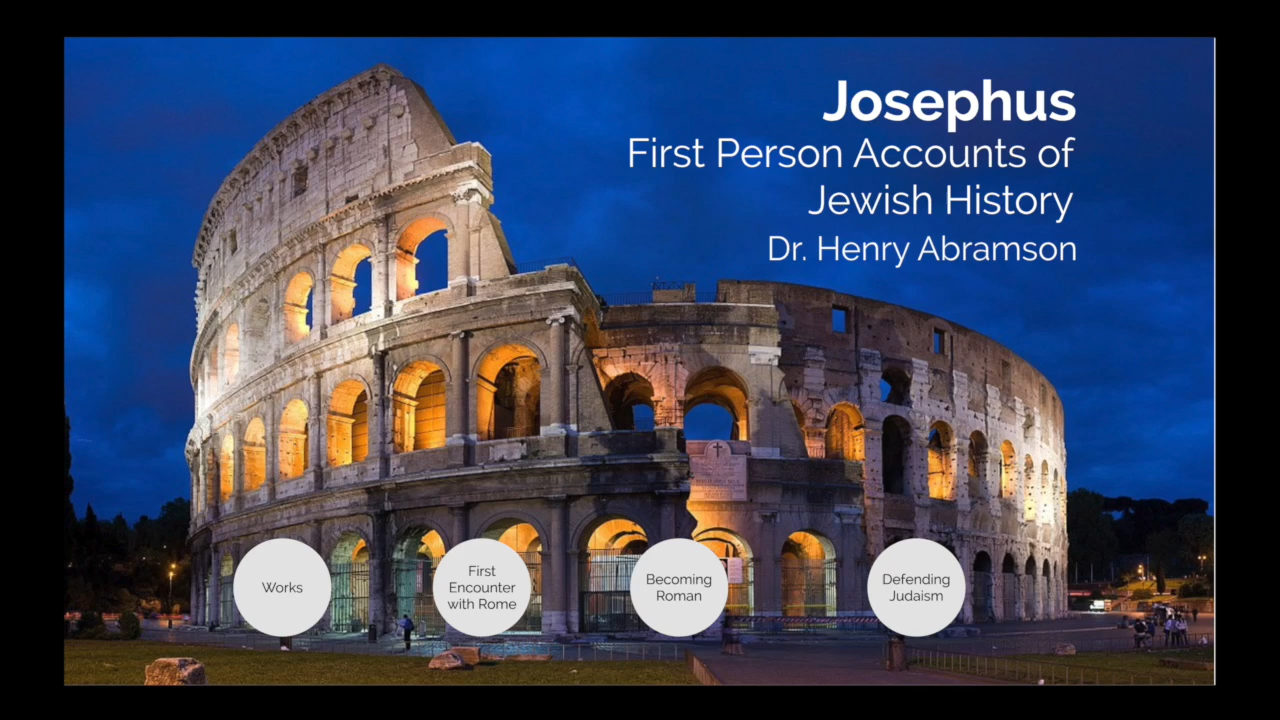 Josephus
First Person Accounts of
Jewish History
Dr. Henry Abramson
Works
First
Encounter
with Rome
Becoming
Roman
Defending
Judaism